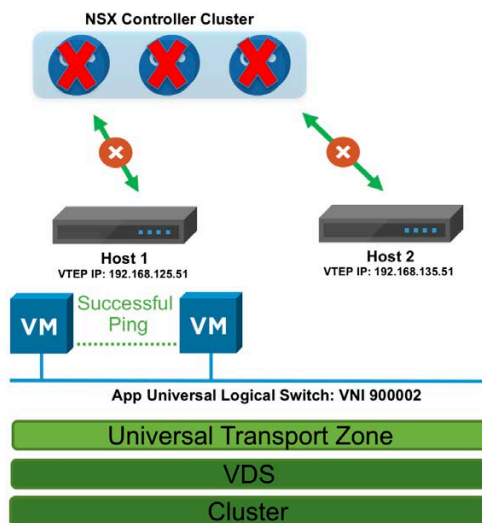 NSX Controller Cluster
Host 1
VTEP IP: 192.168.125.51
Host 2
VTEP IP: 192.168.135.51
VM
Successful
Ping
VM
App Universal Logical Switch: VNI 900002
Universal Transport Zone
VDS
Cluster